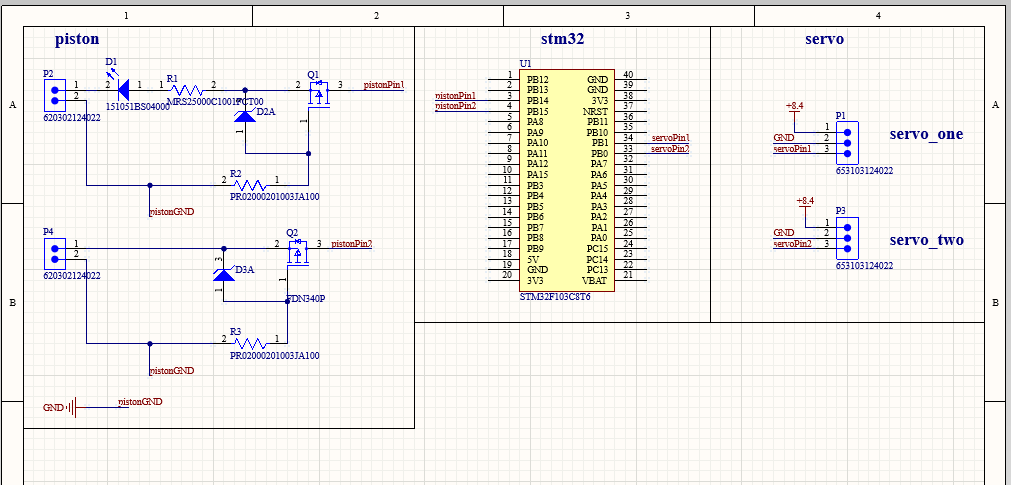 1 2 3 4
piston stm32 servo
A A
B B
P2
1
2
620302124022
D1
2 1
151051BS04000
R1
1 2
MRS25000C1001FCT00
D2A
1
Q1
2 3
1
pistonPin1
R2
2 1
PR02000201003JA100
pistonGND
P4
1
2
620302124022
D3A
3
1
Q2
2 3
1
FDN340P
pistonPin2
R3
2 1
PR02000201003JA100
pistonGND
GND pistonGND
U1
1 PB12 GND 40
2 PB13 GND 39
pistonPin1 3 PB14 3V3 38
pistonPin2 4 PB15 NRST 37
5 PA8 PB11 36
6 PA9 PB10 35
7 PA10 PB1 34 servoPin1
8 PA11 PB0 33 servoPin2
9 PA12 PA7 32
10 PA15 PA6 31
11 PB3 PA5 30
12 PB4 PA4 29
13 PB5 PA3 28
14 PB6 PA2 27
15 PB7 PA1 26
16 PB8 PA0 25
17 PB9 PC15 24
18 5V PC14 23
19 GND PC13 22
20 3V3 VBAT 21
STM32F103C8T6
+8.4
P1
1
GND 2
servoPin1 3
653103124022
servo_one
+8.4
P3
1
GND 2
servoPin2 3
653103124022
servo_two